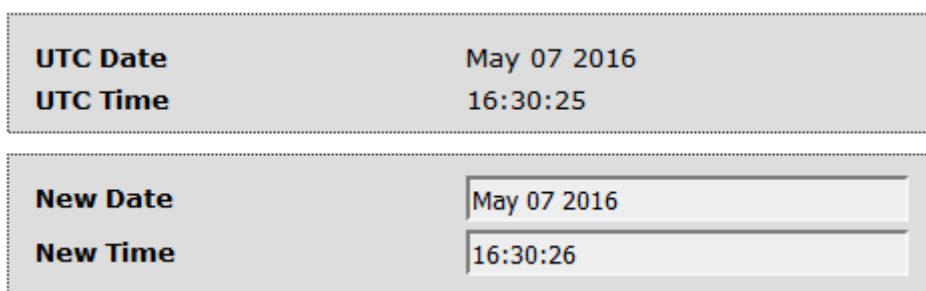 UTC Date May 07 2016
UTC Time 16:30:25
New Date May 07 2016
New Time 16:30:26